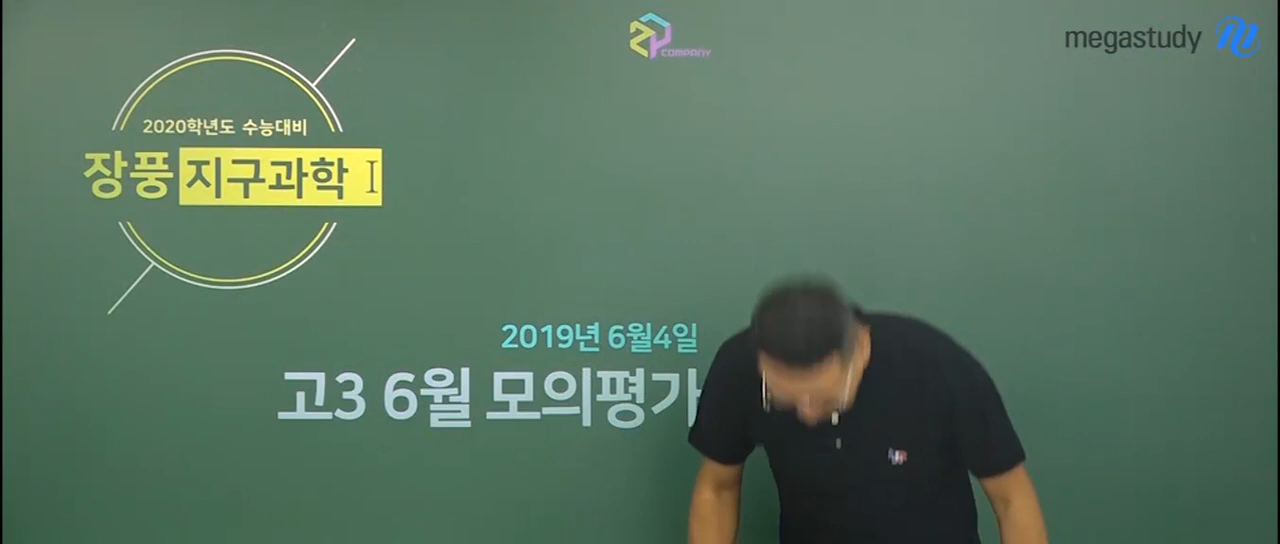 COMPANY
megastudy
2020학년도 수능대비
장풍 지구과학 I
2019년 6월4일
고3 6월 모의평가